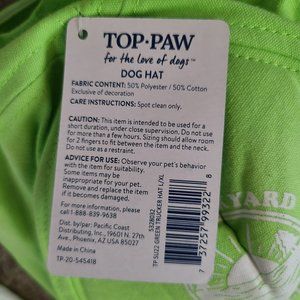 TOP•PAW
for the love of dogs™
DOG HAT
FABRIC CONTENT: 50% Polyester / 50% Cotton
Exclusive of decoration
CARE INSTRUCTIONS: Spot clean only.
CAUTION: This item is intended to be used for a
short duration, under close supervision. Do not use
for more than a few hours. Sizing should allow room
for 2 fingers to fit between the item and the neck.
Do not use as a restraint.
ADVICE FOR USE: Observe your pet's behavior
with the item for suitability.
Some items may be
inappropriate for your pet.
Remove and replace the item
if it becomes damaged.
For more information, please
call 1-888-839-9638
Dist. by/par: Pacific Coast
Distributing, Inc., 19601 N. 27th
Ave., Phoenix, AZ USA 85027
Made in China
TP-20-545418
5328032
TP SU22 GREEN TRUCKER HAT L/XL
7 37257 99322 8
YARD